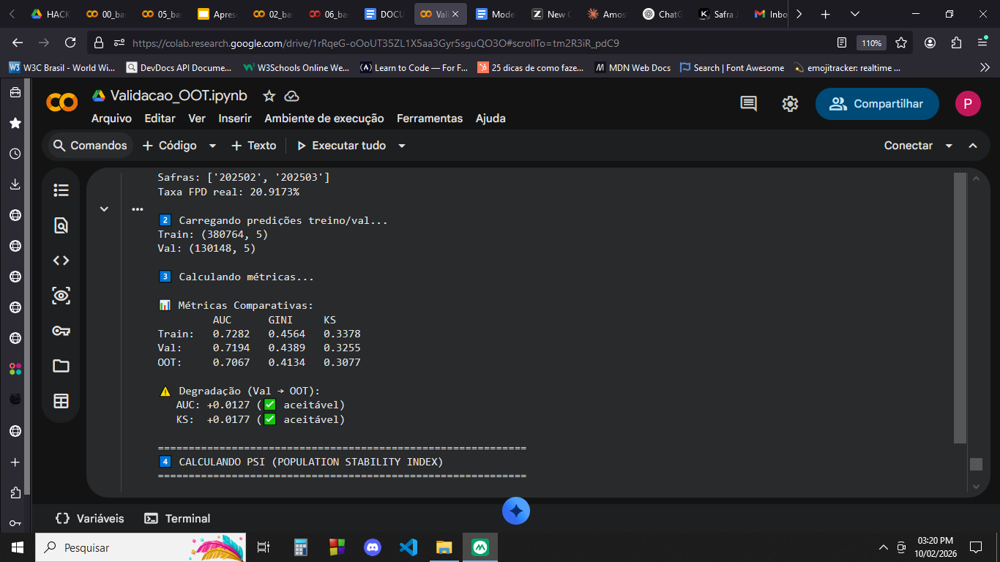 HACK
00_ba
05_ba
Apres
02_ba
06_ba
DOCU
Vali
Mode
New C
Amos
ChatG
Safra J
Inbo
https://colab.research.google.com/drive/1rRqeG-oOoUT35ZL1X5aa3Gyr5sguQO3O#scrollTo=tm2R3iR_pdC9
110%
W3C Brasil - World Wi...
DevDocs API Docume...
W3Schools Online We...
Learn to Code — For F...
25 dicas de como faze...
MDN Web Docs
Search | Font Awesome
emojitracker: realtime ...
Validacao_OOT.ipynb
Arquivo Editar Ver Inserir Ambiente de execução Ferramentas Ajuda
Compartilhar
P
Comandos + Código + Texto Executar tudo
Conectar
Safras: ['202502', '202503']
Taxa FPD real: 20.9173%
2️⃣ Carregando predições treino/val...
Train: (380764, 5)
Val: (130148, 5)
3️⃣ Calculando métricas...
📊 Métricas Comparativas:
AUC GINI KS
Train: 0.7282 0.4564 0.3378
Val: 0.7194 0.4389 0.3255
OOT: 0.7067 0.4134 0.3077
⚠️ Degradação (Val → OOT):
AUC: +0.0127 (✅ aceitável)
KS: +0.0177 (✅ aceitável)
============================================================
4️⃣ CALCULANDO PSI (POPULATION STABILITY INDEX)
============================================================
{ } Variáveis
Terminal
Pesquisar
03:20 PM
10/02/2026